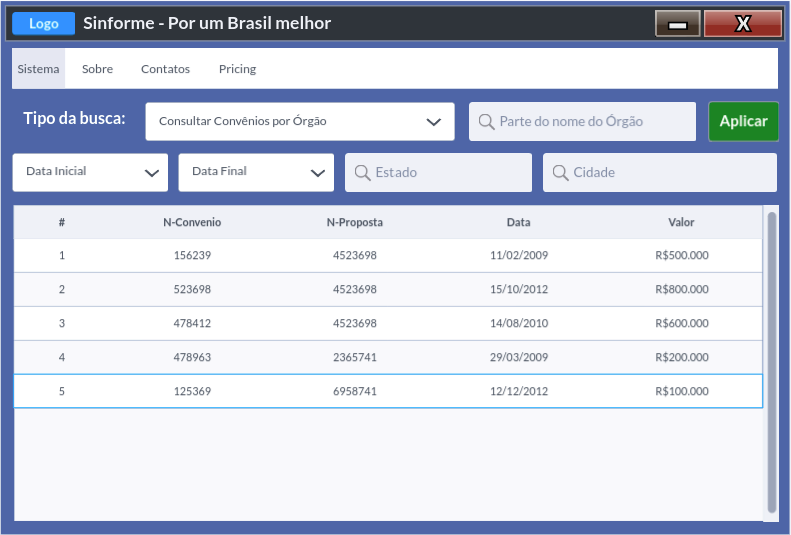 Logo Sinforme - Por um Brasil melhor X
Sistema Sobre Contatos Pricing
Tipo da busca: Consultar Convênios por Órgão Parte do nome do Órgão Aplicar
Data Inicial Data Final Estado Cidade
# N-Convenio N-Proposta Data Valor
1 156239 4523698 11/02/2009 R$500.000
2 523698 4523698 15/10/2012 R$800.000
3 478412 4523698 14/08/2010 R$600.000
4 478963 2365741 29/03/2009 R$200.000
5 125369 6958741 12/12/2012 R$100.000